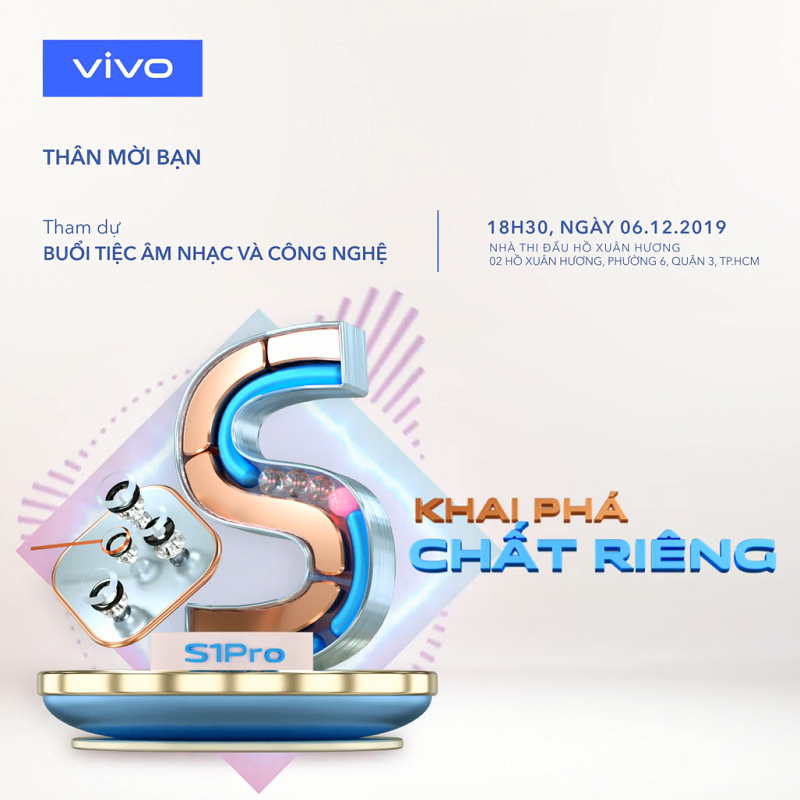 vivo
THÂN MỜI BẠN
Tham dự
BUỔI TIỆC ÂM NHẠC VÀ CÔNG NGHỆ
18H30, NGÀY 06.12.2019
NHÀ THI ĐẤU HỒ XUÂN HƯƠNG
02 HỒ XUÂN HƯƠNG, PHƯỜNG 6, QUẬN 3, TP.HCM
S
KHAI PHÁ
CHẤT RIÊNG
S1Pro